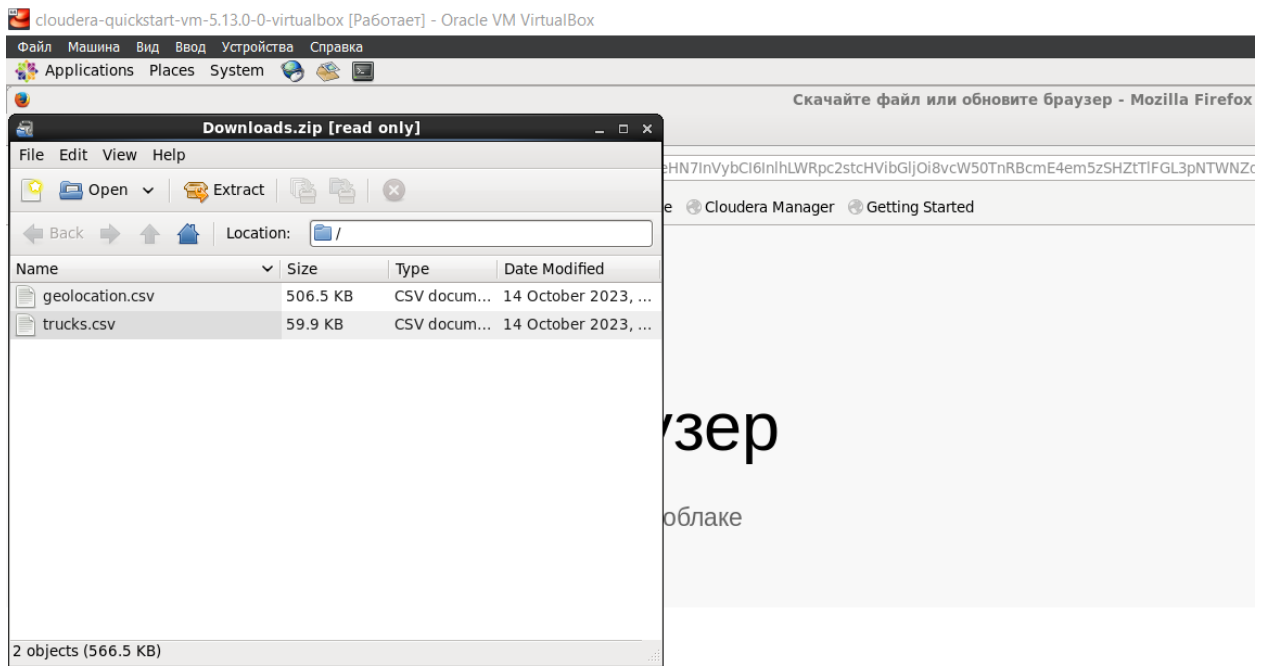 cloudera-quickstart-vm-5.13.0-0-virtualbox [Работает] - Oracle VM VirtualBox
Файл Машина Вид Ввод Устройства Справка
Applications Places System
Скачайте файл или обновите браузер - Mozilla Firefox
Downloads.zip [read only]
File Edit View Help
Open Extract
Back Location: /
Name Size Type Date Modified
geolocation.csv 506.5 KB CSV docum... 14 October 2023, ...
trucks.csv 59.9 KB CSV docum... 14 October 2023, ...
2 objects (566.5 KB)
Cloudera Manager Getting Started
узер
облаке